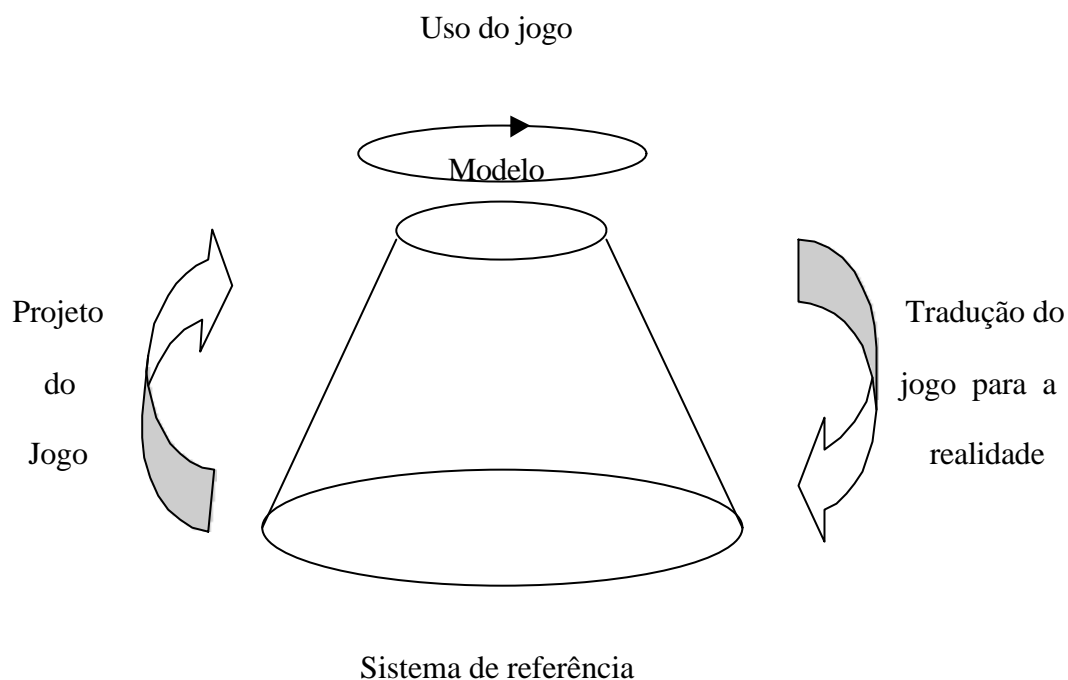 Uso do jogo
Modelo
Projeto
do
Jogo
Tradução do
jogo para a
realidade
Sistema de referência